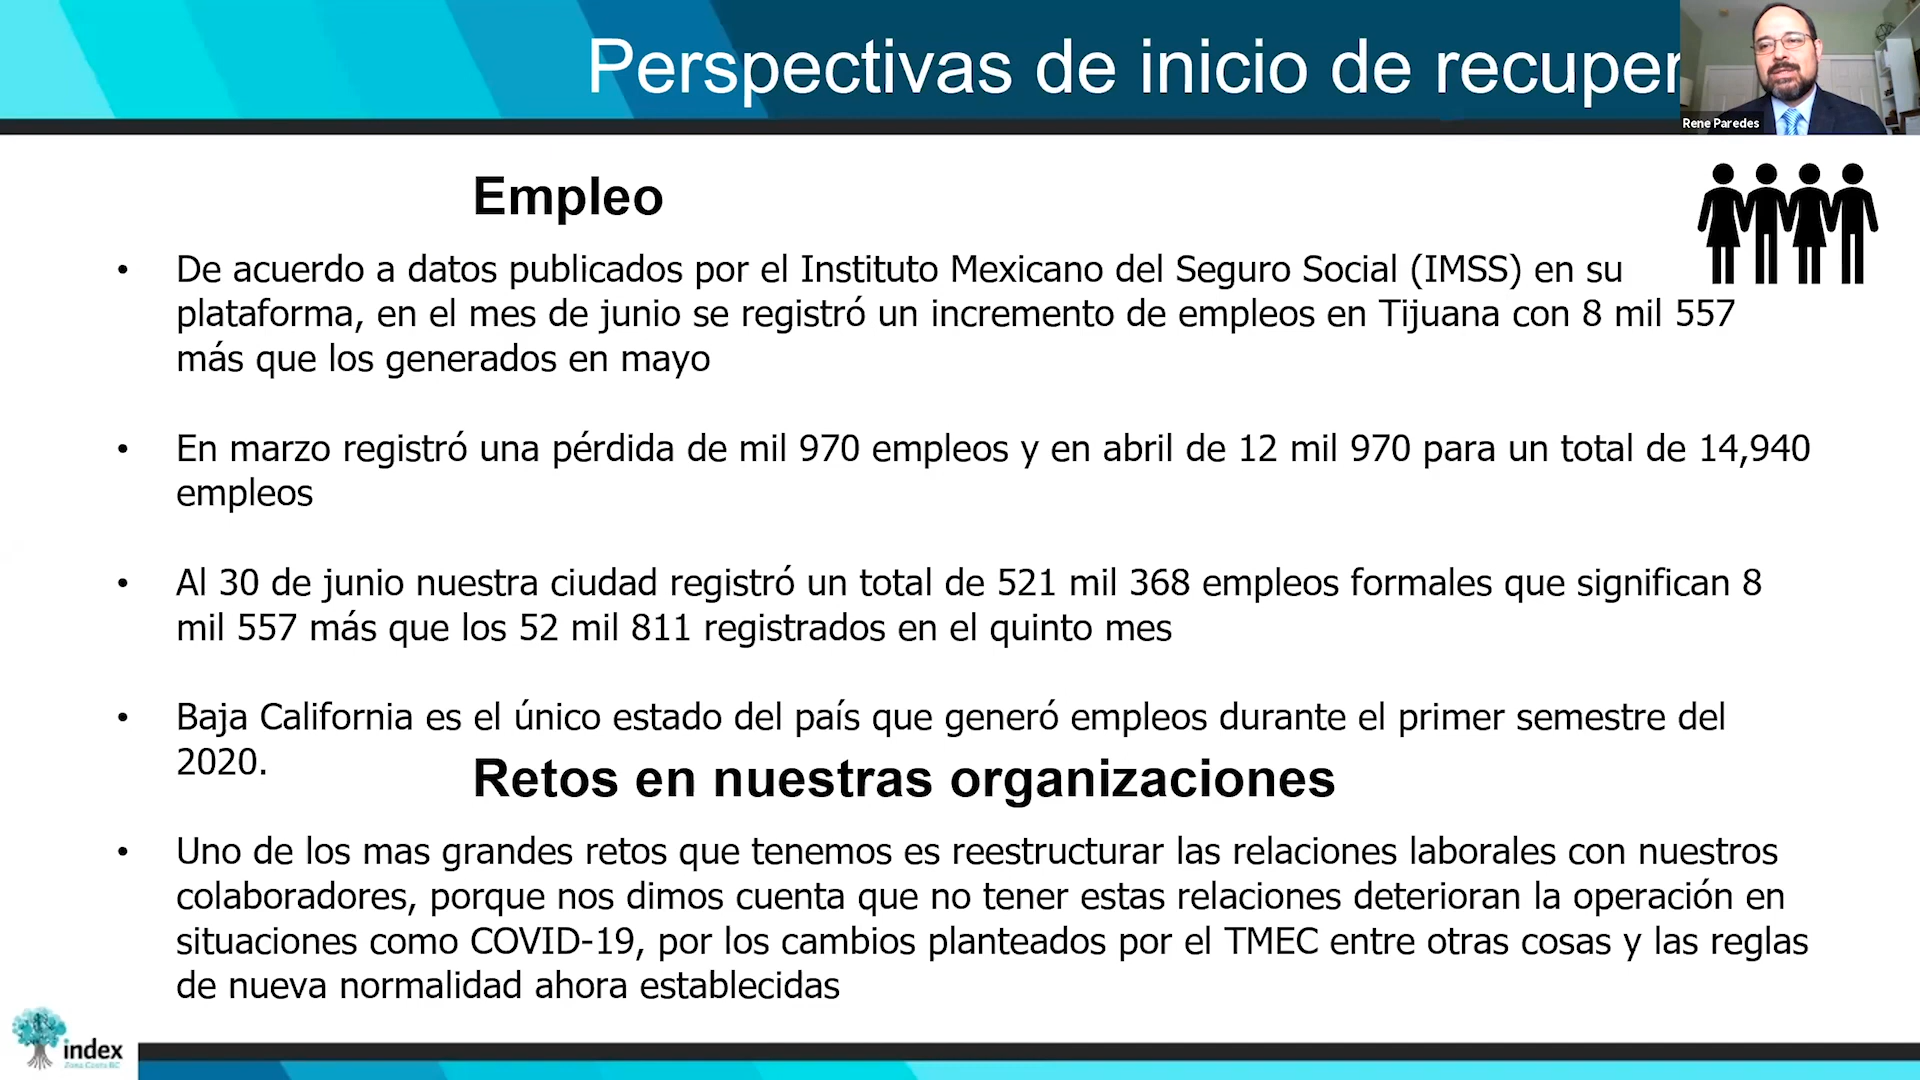 Perspectivas de inicio de recuper
Rene Paredes
Empleo
• De acuerdo a datos publicados por el Instituto Mexicano del Seguro Social (IMSS) en su
plataforma, en el mes de junio se registró un incremento de empleos en Tijuana con 8 mil 557
más que los generados en mayo
• En marzo registró una pérdida de mil 970 empleos y en abril de 12 mil 970 para un total de 14,940
empleos
• Al 30 de junio nuestra ciudad registró un total de 521 mil 368 empleos formales que significan 8
mil 557 más que los 52 mil 811 registrados en el quinto mes
• Baja California es el único estado del país que generó empleos durante el primer semestre del
2020.
Retos en nuestras organizaciones
• Uno de los mas grandes retos que tenemos es reestructurar las relaciones laborales con nuestros
colaboradores, porque nos dimos cuenta que no tener estas relaciones deterioran la operación en
situaciones como COVID-19, por los cambios planteados por el TMEC entre otras cosas y las reglas
de nueva normalidad ahora establecidas
index
Zona Costa BC